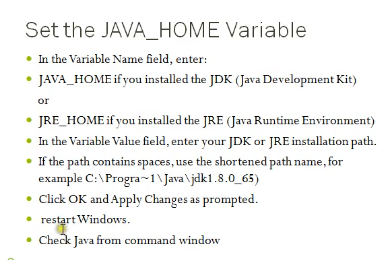 Set the JAVA_HOME Variable
In the Variable Name field, enter:
JAVA_HOME if you installed the JDK (Java Development Kit)
or
JRE_HOME if you installed the JRE (Java Runtime Environment)
In the Variable Value field, enter your JDK or JRE installation path.
If the path contains spaces, use the shortened path name, for
example C:\Progra~1\Java\jdk1.8.0_65)
Click OK and Apply Changes as prompted.
restart Windows.
Check Java from command window